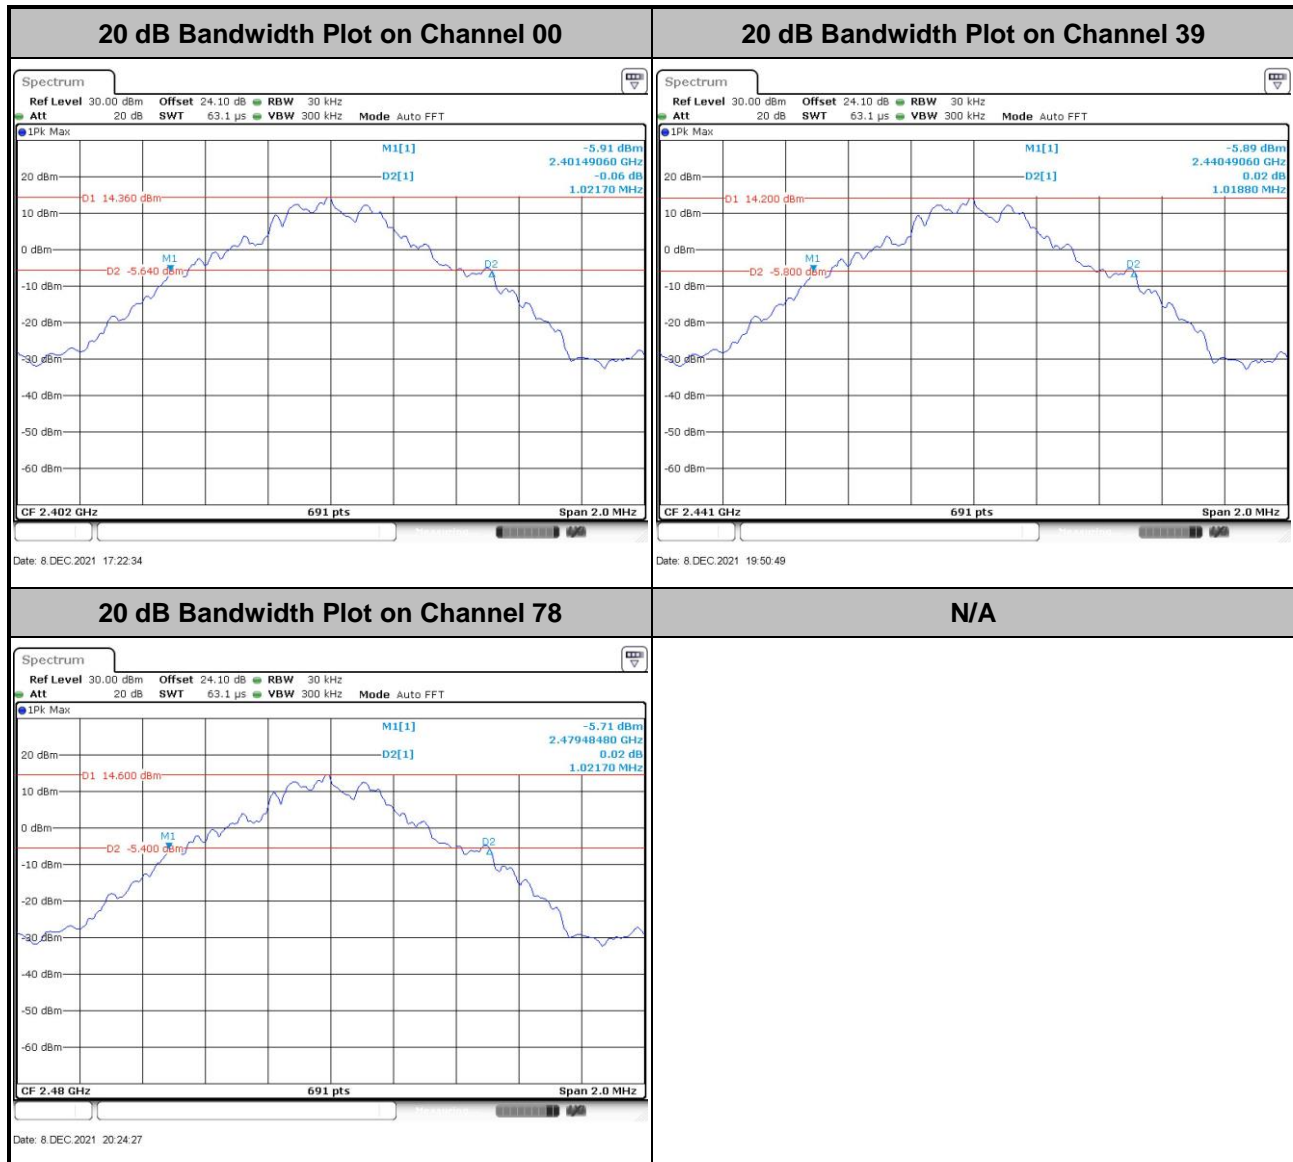 20 dB Bandwidth Plot on Channel 00
Spectrum
Ref Level 30.00 dBm Offset 24.10 dB RBW 30 kHz
Att 20 dB SWT 63.1 µs VBW 300 kHz Mode Auto FFT
1Pk Max
M1[1] -5.91 dBm
2.40149060 GHz
D2[1] -0.06 dB
1.02170 MHz
20 dBm
D1 14.360 dBm
10 dBm
0 dBm
M1
D2
D2 -5.640 dBm
-10 dBm
-20 dBm
-30 dBm
-40 dBm
-50 dBm
-60 dBm
CF 2.402 GHz 691 pts Span 2.0 MHz
Date: 8.DEC.2021 17:22:34
20 dB Bandwidth Plot on Channel 39
Spectrum
Ref Level 30.00 dBm Offset 24.10 dB RBW 30 kHz
Att 20 dB SWT 63.1 µs VBW 300 kHz Mode Auto FFT
1Pk Max
M1[1] -5.89 dBm
2.44049060 GHz
D2[1] 0.02 dB
1.01880 MHz
20 dBm
D1 14.200 dBm
10 dBm
0 dBm
M1
D2
D2 -5.800 dBm
-10 dBm
-20 dBm
-30 dBm
-40 dBm
-50 dBm
-60 dBm
CF 2.441 GHz 691 pts Span 2.0 MHz
Date: 8.DEC.2021 19:50:49
20 dB Bandwidth Plot on Channel 78
Spectrum
Ref Level 30.00 dBm Offset 24.10 dB RBW 30 kHz
Att 20 dB SWT 63.1 µs VBW 300 kHz Mode Auto FFT
1Pk Max
M1[1] -5.71 dBm
2.47948480 GHz
D2[1] 0.02 dB
1.02170 MHz
20 dBm
D1 14.600 dBm
10 dBm
0 dBm
M1
D2
D2 -5.400 dBm
-10 dBm
-20 dBm
-30 dBm
-40 dBm
-50 dBm
-60 dBm
CF 2.48 GHz 691 pts Span 2.0 MHz
Date: 8.DEC.2021 20:24:27
N/A